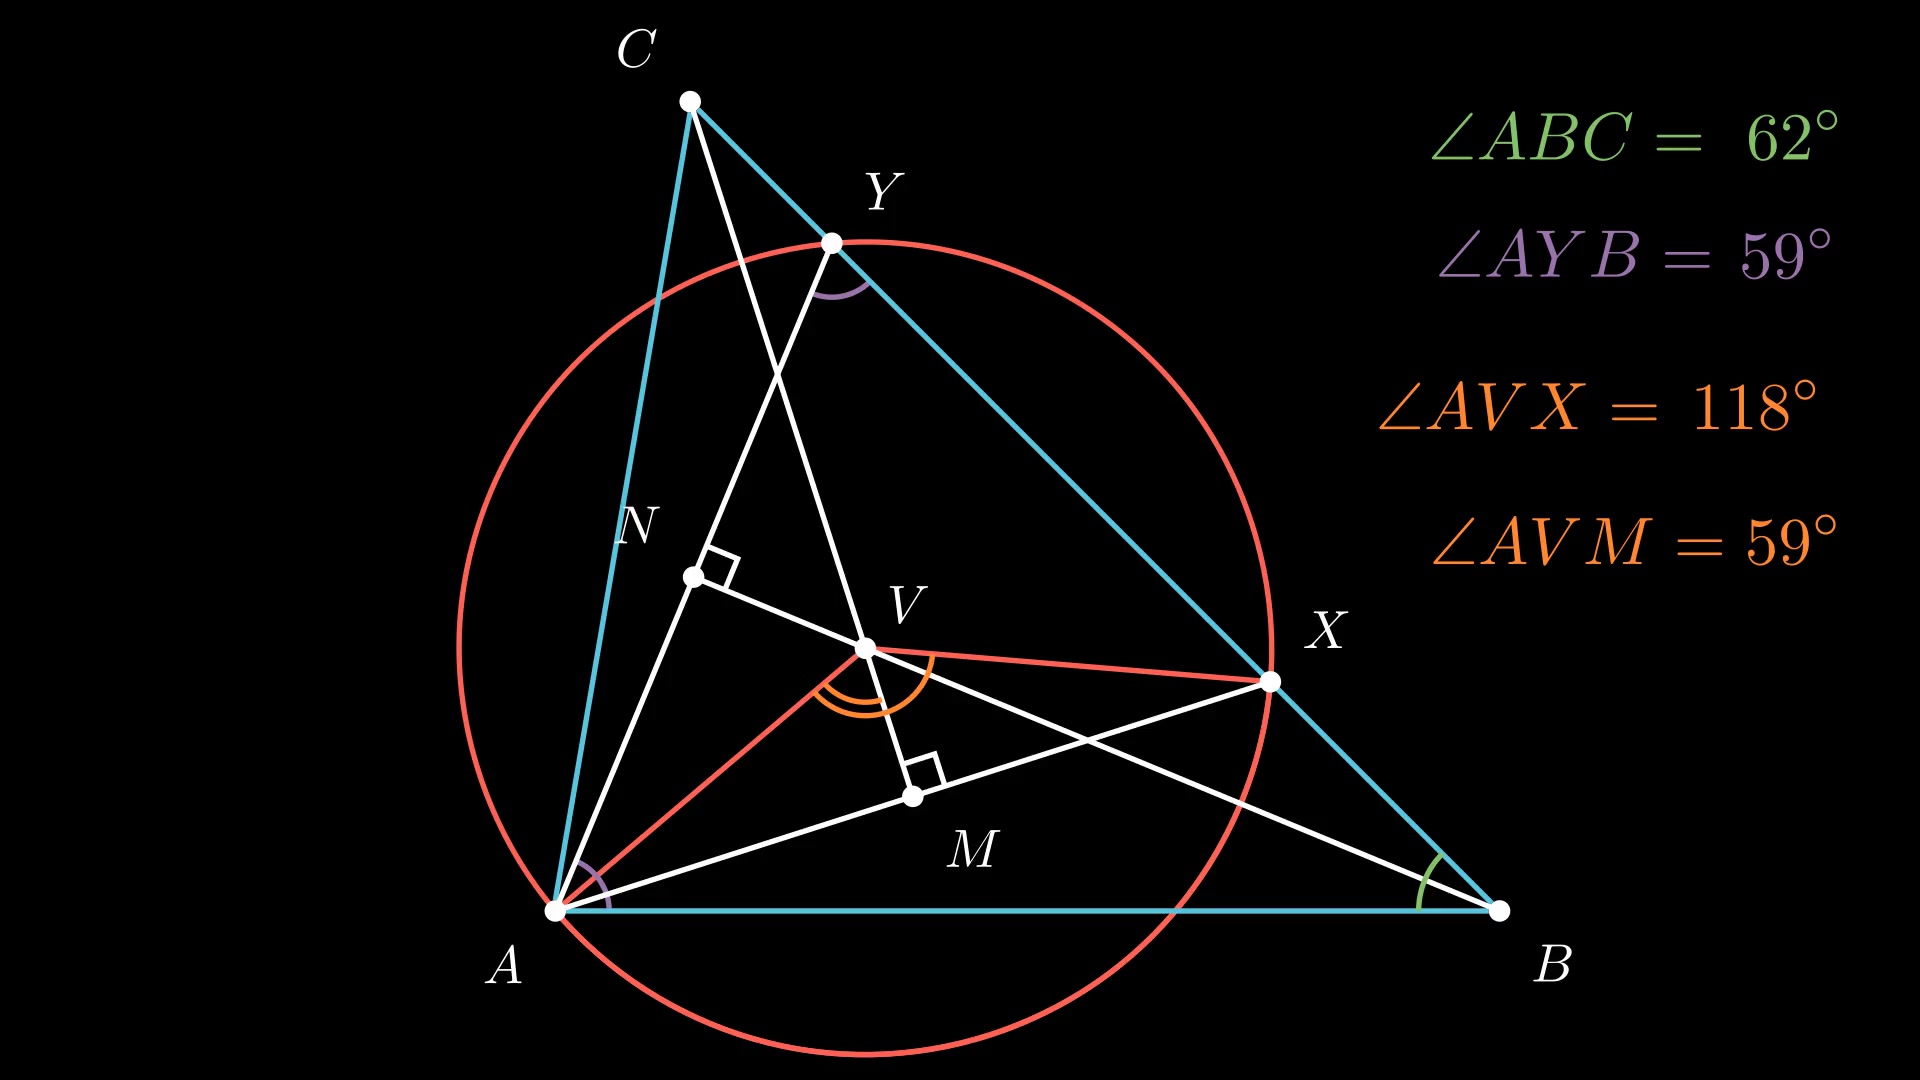 C
Y
∠ABC = 62°
∠AYB = 59°
∠AVX = 118°
N
∠AVM = 59°
V
X
M
A
B